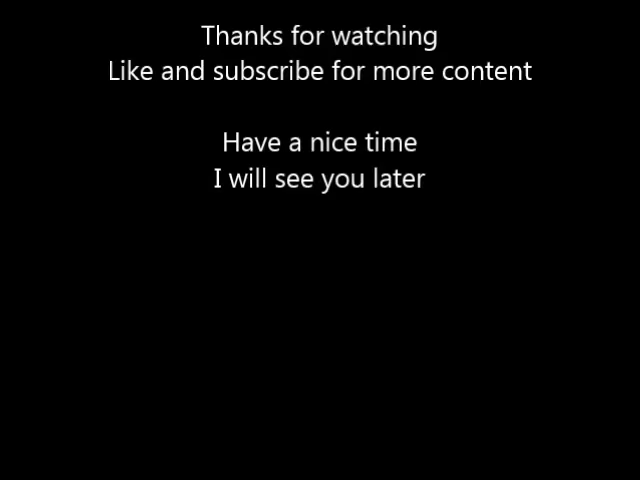 Thanks for watching
Like and subscribe for more content
Have a nice time
I will see you later